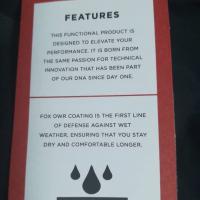 FEATURES
THIS FUNCTIONAL PRODUCT IS
DESIGNED TO ELEVATE YOUR
PERFORMANCE. IT IS BORN FROM
THE SAME PASSION FOR TECHNICAL
INNOVATION THAT HAS BEEN PART
OF OUR DNA SINCE DAY ONE.
FOX DWR COATING IS THE FIRST LINE
OF DEFENSE AGAINST WET
WEATHER, ENSURING THAT YOU STAY
DRY AND COMFORTABLE LONGER.